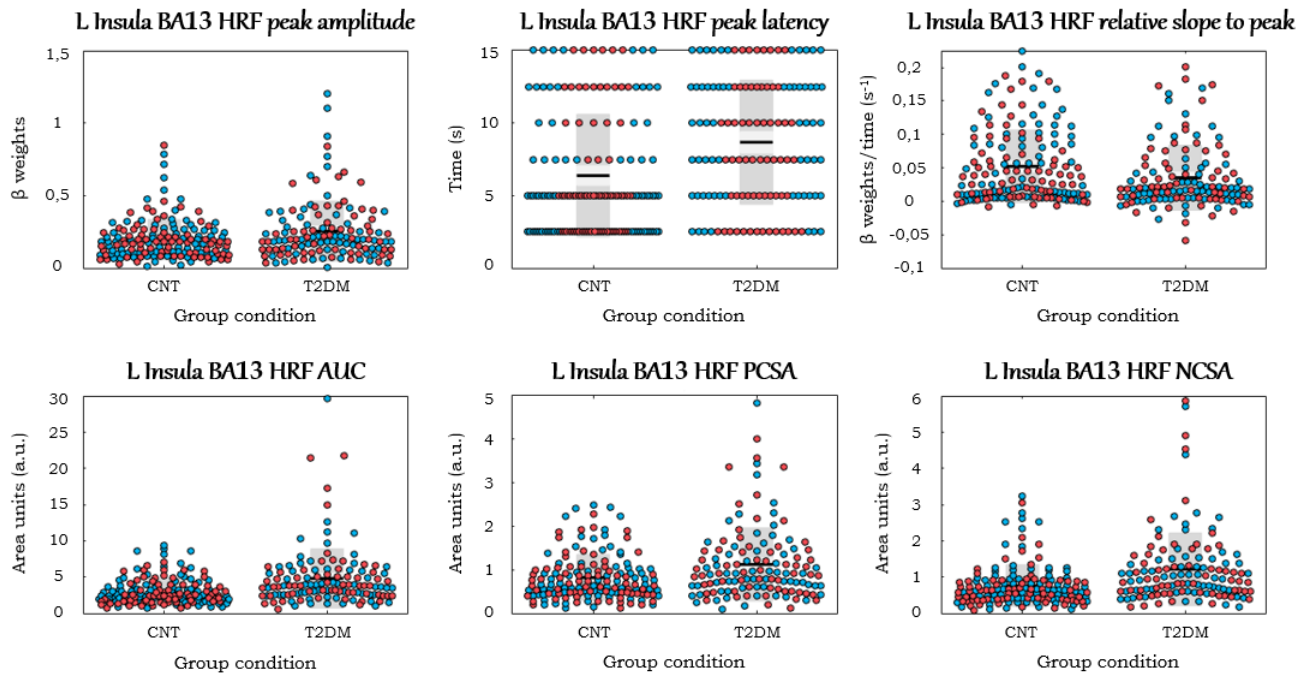 L Insula BA13 HRF peak amplitude
β weights
1,5
1
0,5
0
CNT
T2DM
Group condition
L Insula BA13 HRF peak latency
Time (s)
15
10
5
0
CNT
T2DM
Group condition
L Insula BA13 HRF relative slope to peak
β weights/ time (s⁻¹)
0,2
0,15
0,1
0,05
0
-0,05
-0,1
CNT
T2DM
Group condition
L Insula BA13 HRF AUC
Area units (a.u.)
30
25
20
15
10
5
0
CNT
T2DM
Group condition
L Insula BA13 HRF PCSA
Area units (a.u.)
5
4
3
2
1
0
CNT
T2DM
Group condition
L Insula BA13 HRF NCSA
Area units (a.u.)
6
5
4
3
2
1
0
CNT
T2DM
Group condition